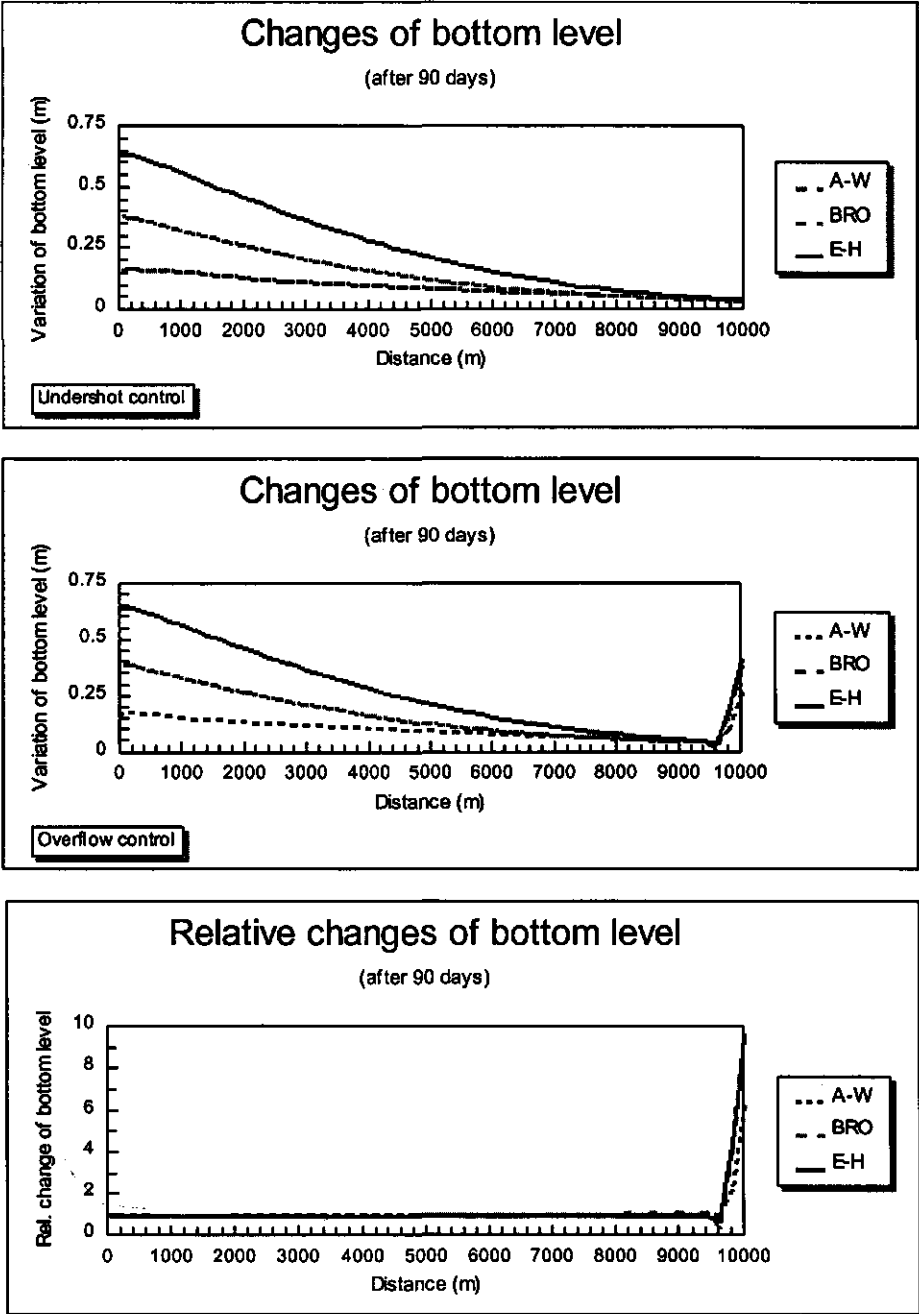 Changes of bottom level
(after 90 days)
Variation of bottom level (m)
0.75
0.5
0.25
0
0 1000 2000 3000 4000 5000 6000 7000 8000 9000 10000
Distance (m)
A-W
BRO
E-H
Undershot control
Changes of bottom level
(after 90 days)
Variation of bottom level (m)
0.75
0.5
0.25
0
0 1000 2000 3000 4000 5000 6000 7000 8000 9000 10000
Distance (m)
A-W
BRO
E-H
Overflow control
Relative changes of bottom level
(after 90 days)
Rel. change of bottom level
10
8
6
4
2
0
0 1000 2000 3000 4000 5000 6000 7000 8000 9000 10000
Distance (m)
A-W
BRO
E-H